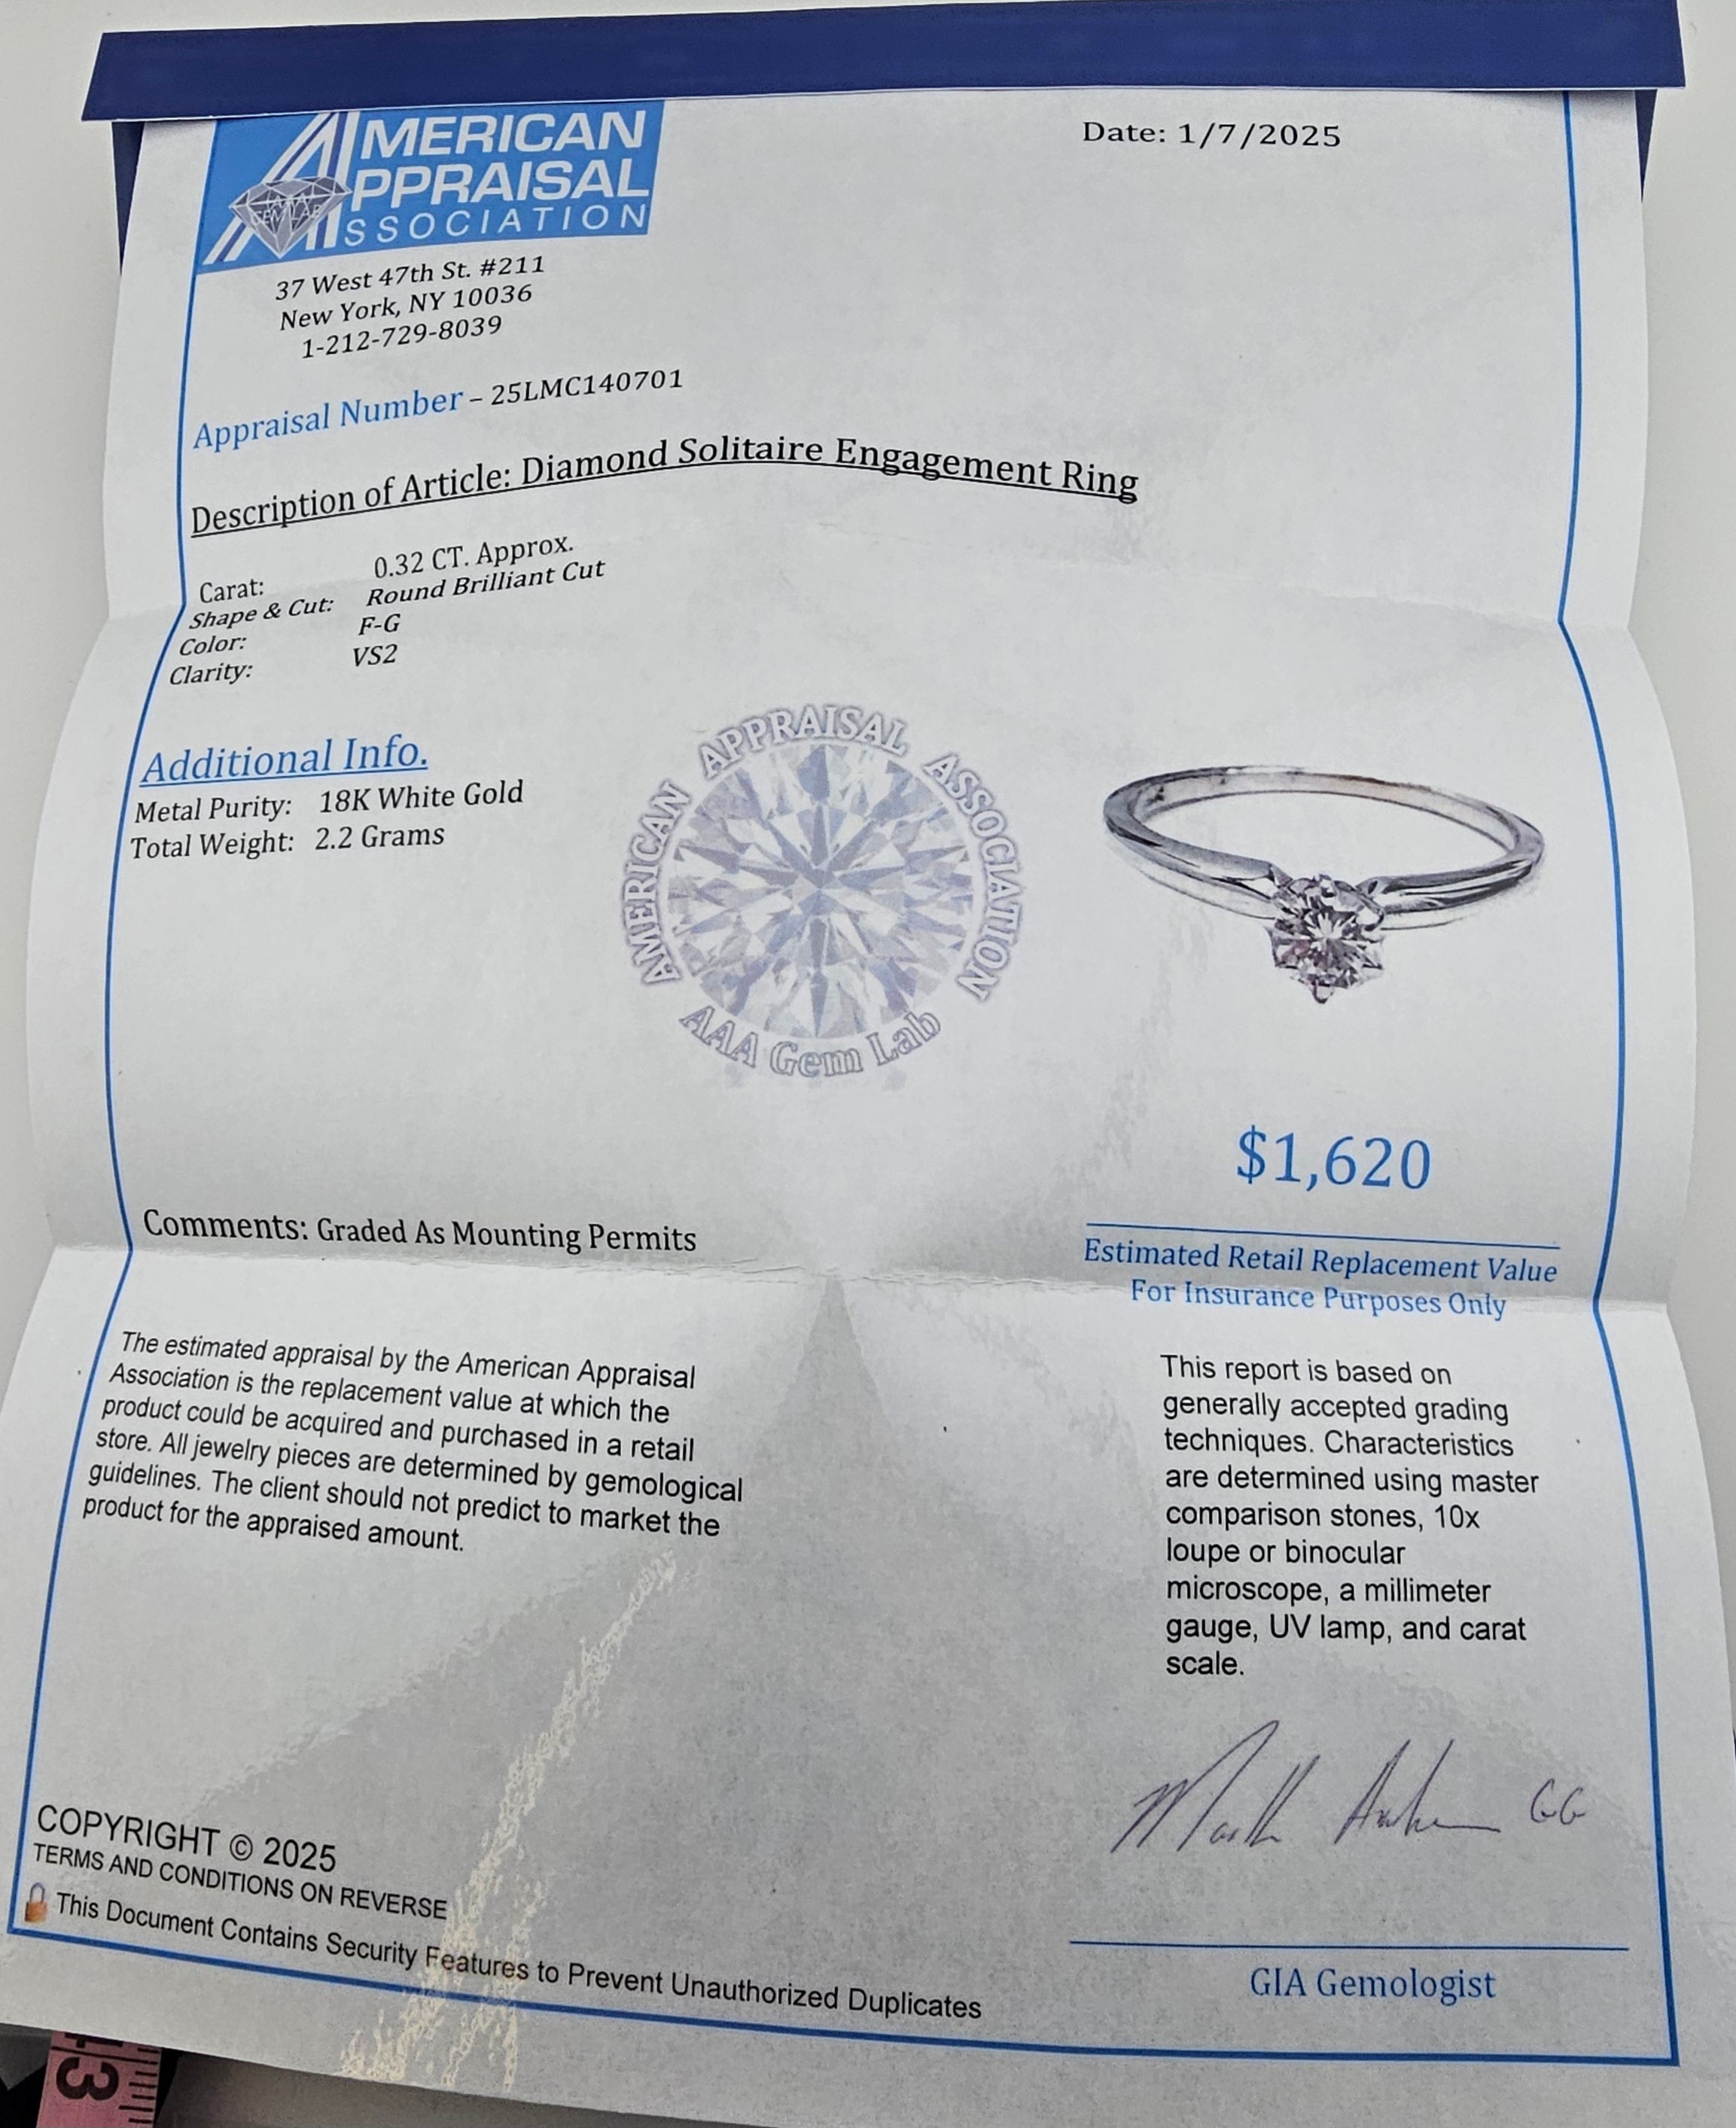 AMERICAN
APPRAISAL
ASSOCIATION
GEM LAB
Date: 1/7/2025
37 West 47th St. #211
New York, NY 10036
1-212-729-8039
Appraisal Number – 25LMC140701
Description of Article: Diamond Solitaire Engagement Ring
Carat: 0.32 CT. Approx.
Shape & Cut: Round Brilliant Cut
Color: F-G
Clarity: VS2
Additional Info.
Metal Purity: 18K White Gold
Total Weight: 2.2 Grams
AMERICAN APPRAISAL ASSOCIATION
AAA Gem Lab
$1,620
Estimated Retail Replacement Value
For Insurance Purposes Only
Comments: Graded As Mounting Permits
The estimated appraisal by the American Appraisal
Association is the replacement value at which the
product could be acquired and purchased in a retail
store. All jewelry pieces are determined by gemological
guidelines. The client should not predict to market the
product for the appraised amount.
This report is based on
generally accepted grading
techniques. Characteristics
are determined using master
comparison stones, 10x
loupe or binocular
microscope, a millimeter
gauge, UV lamp, and carat
scale.
GG
GIA Gemologist
COPYRIGHT © 2025
TERMS AND CONDITIONS ON REVERSE
This Document Contains Security Features to Prevent Unauthorized Duplicates
3